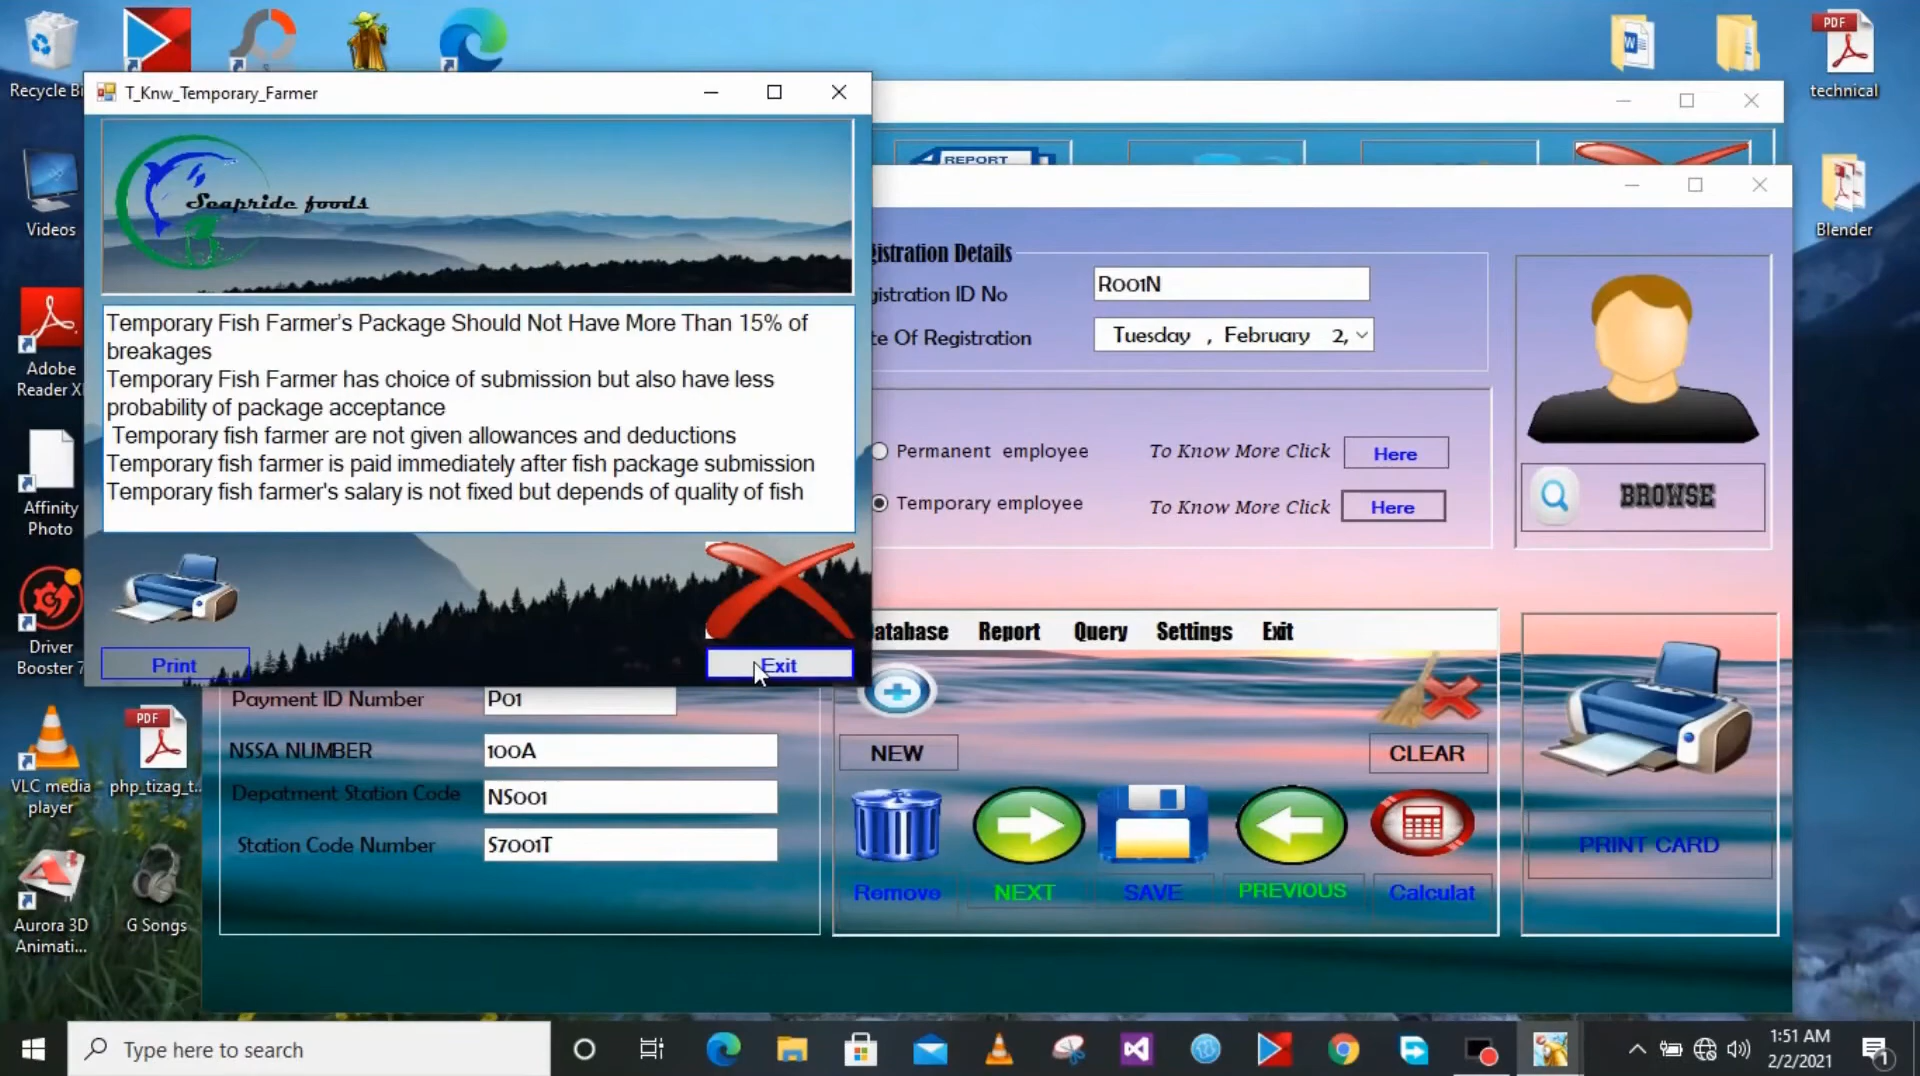 Recycle Bi
technical
T_Knw_Temporary_Farmer
REPORT
Seapride foods
Videos
Blender
gistration Details
gistration ID No
R001N
te Of Registration
Tuesday , February 2,
Temporary Fish Farmer's Package Should Not Have More Than 15% of
breakages
Temporary Fish Farmer has choice of submission but also have less
probability of package acceptance
Temporary fish farmer are not given allowances and deductions
Temporary fish farmer is paid immediately after fish package submission
Temporary fish farmer's salary is not fixed but depends of quality of fish
Adobe
Reader XI
Permanent employee
To Know More Click
Here
Temporary employee
To Know More Click
Here
BROWSE
Affinity
Photo
Print
Exit
atabase
Report
Query
Settings
Exit
Driver
Booster 7
Payment ID Number
P01
NSSA NUMBER
100A
Depatment Station Code
NS001
Station Code Number
S7001T
NEW
CLEAR
Remove
NEXT
SAVE
PREVIOUS
Calculat
PRINT CARD
VLC media
player
PDF
php_tizag_t...
Aurora 3D
Animati...
G Songs
Type here to search
1:51 AM
2/2/2021
1
PDF
W